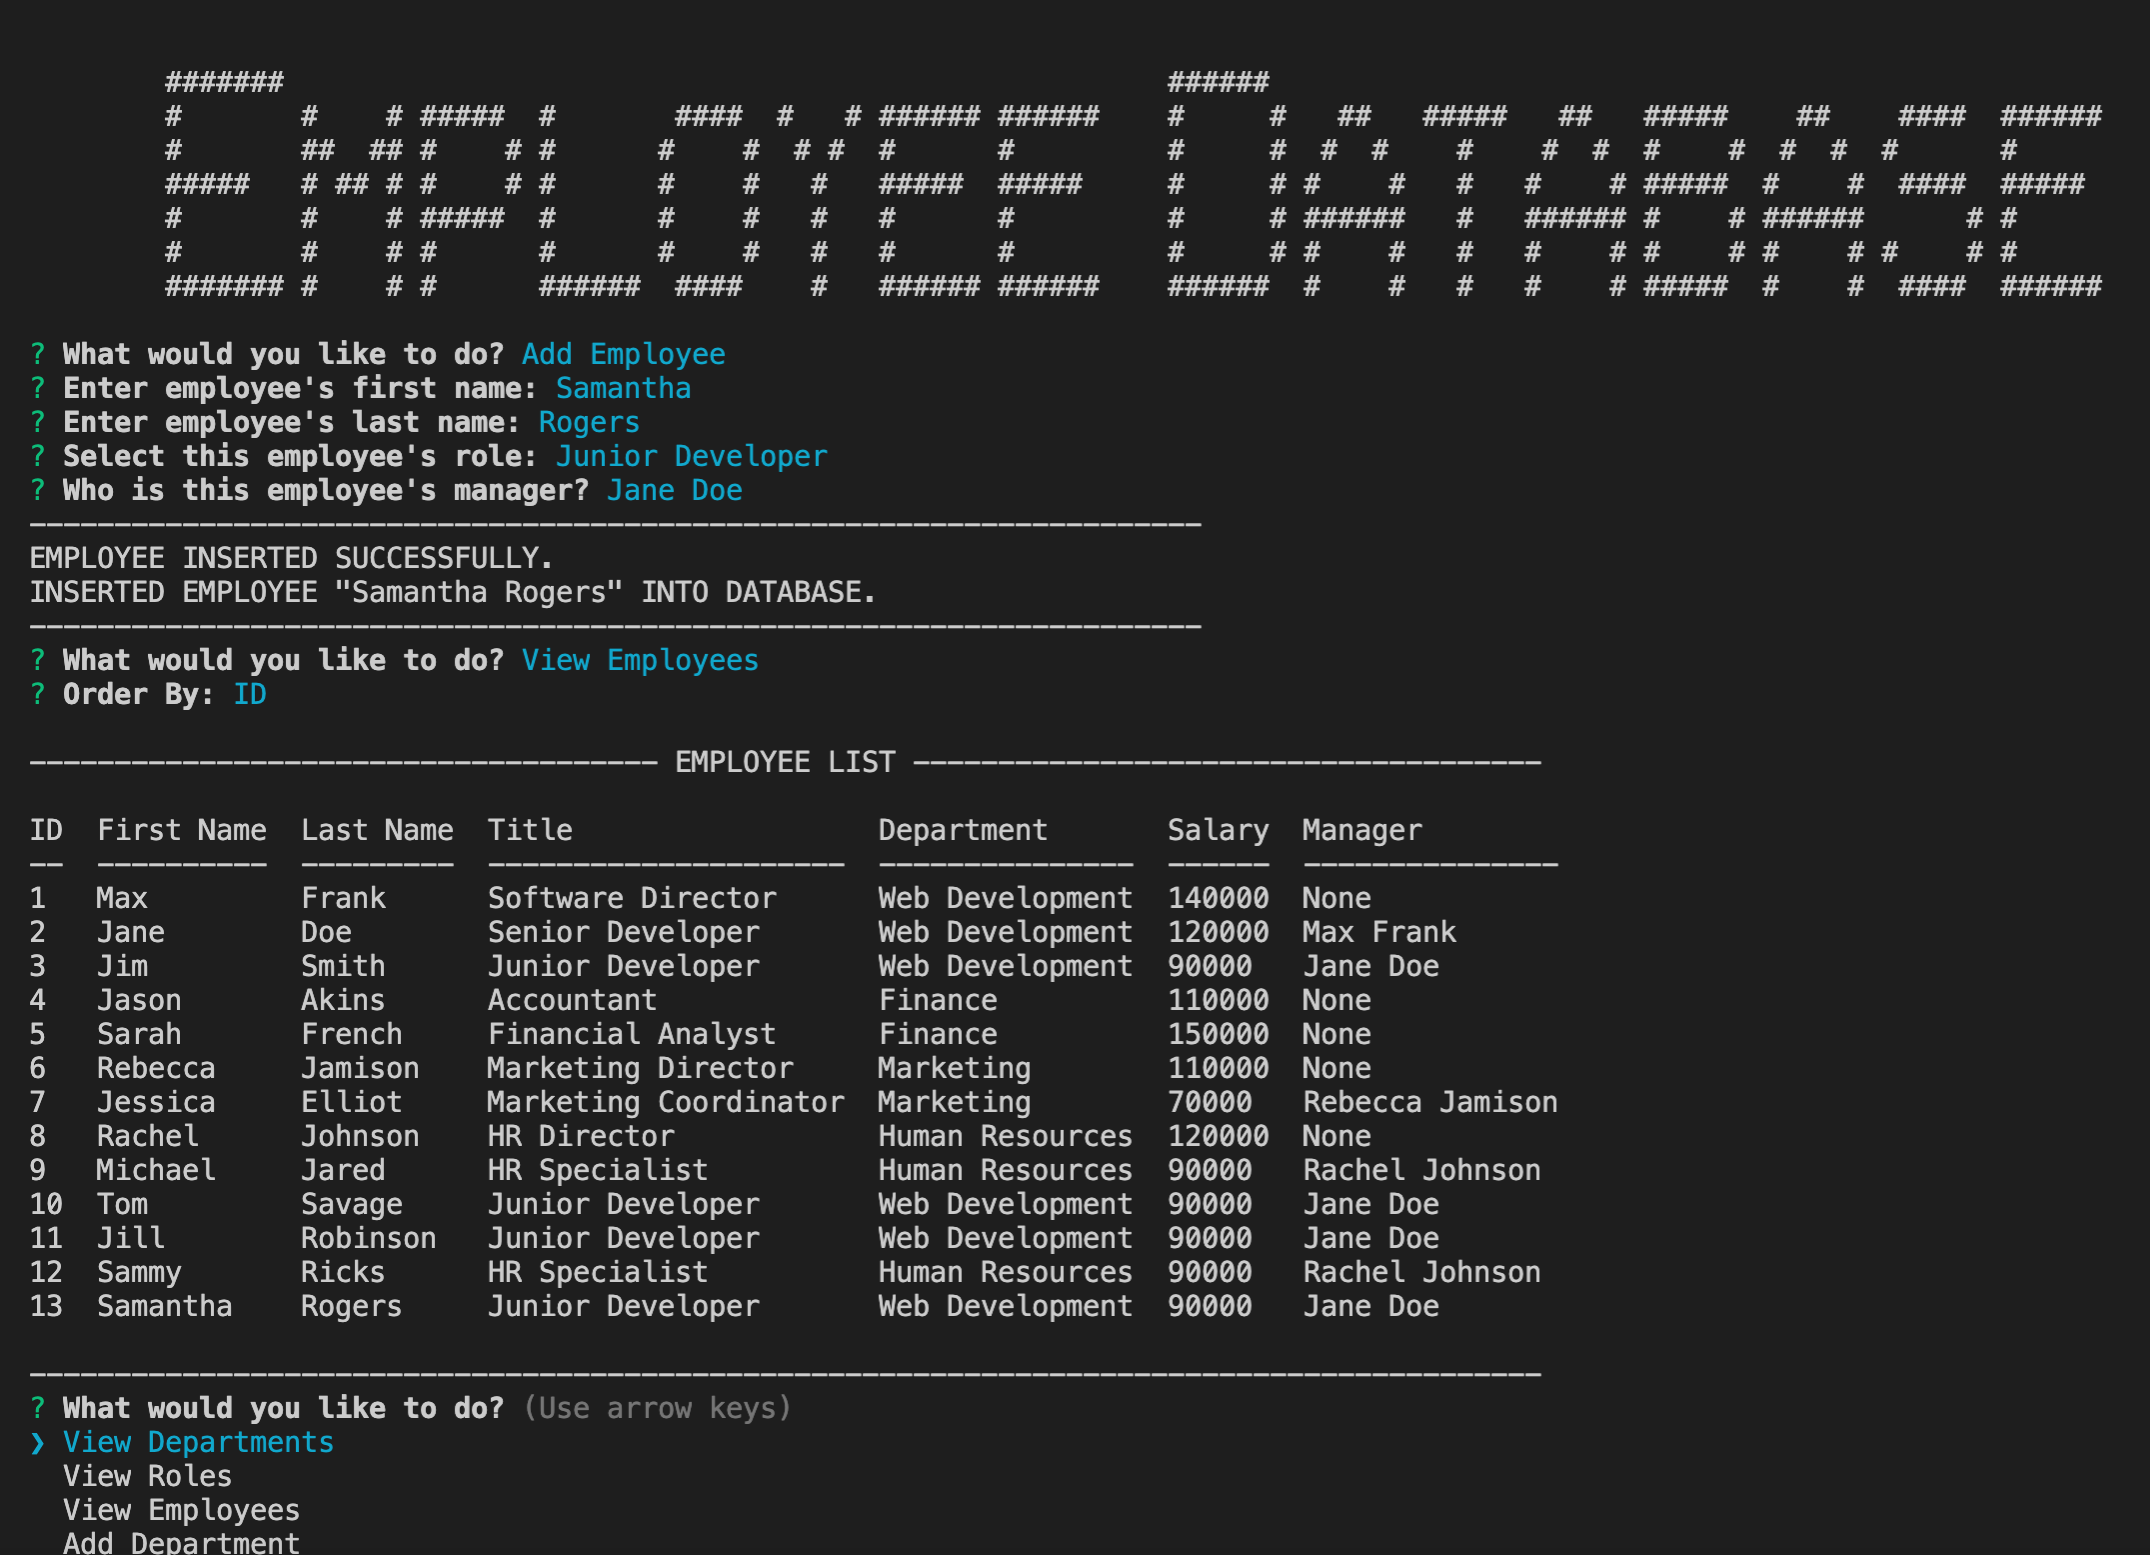 EMPLOYEE DATABASE
? What would you like to do? Add Employee
? Enter employee's first name: Samantha
? Enter employee's last name: Rogers
? Select this employee's role: Junior Developer
? Who is this employee's manager? Jane Doe
---------------------------------------------------------------------
EMPLOYEE INSERTED SUCCESSFULLY.
INSERTED EMPLOYEE "Samantha Rogers" INTO DATABASE.
---------------------------------------------------------------------
? What would you like to do? View Employees
? Order By: ID
------------------------------------- EMPLOYEE LIST -------------------------------------
ID  First Name  Last Name  Title                  Department       Salary  Manager
--  ----------  ---------  ---------------------  ---------------  ------  ---------------
1   Max         Frank      Software Director      Web Development  140000  None
2   Jane        Doe        Senior Developer       Web Development  120000  Max Frank
3   Jim         Smith      Junior Developer       Web Development  90000   Jane Doe
4   Jason       Akins      Accountant             Finance          110000  None
5   Sarah       French     Financial Analyst      Finance          150000  None
6   Rebecca     Jamison    Marketing Director     Marketing        110000  None
7   Jessica     Elliot     Marketing Coordinator  Marketing        70000   Rebecca Jamison
8   Rachel      Johnson    HR Director            Human Resources  120000  None
9   Michael     Jared      HR Specialist          Human Resources  90000   Rachel Johnson
10  Tom         Savage     Junior Developer       Web Development  90000   Jane Doe
11  Jill        Robinson   Junior Developer       Web Development  90000   Jane Doe
12  Sammy       Ricks      HR Specialist          Human Resources  90000   Rachel Johnson
13  Samantha    Rogers     Junior Developer       Web Development  90000   Jane Doe
-----------------------------------------------------------------------------------------
? What would you like to do? (Use arrow keys)
❯ View Departments
  View Roles
  View Employees
  Add Department